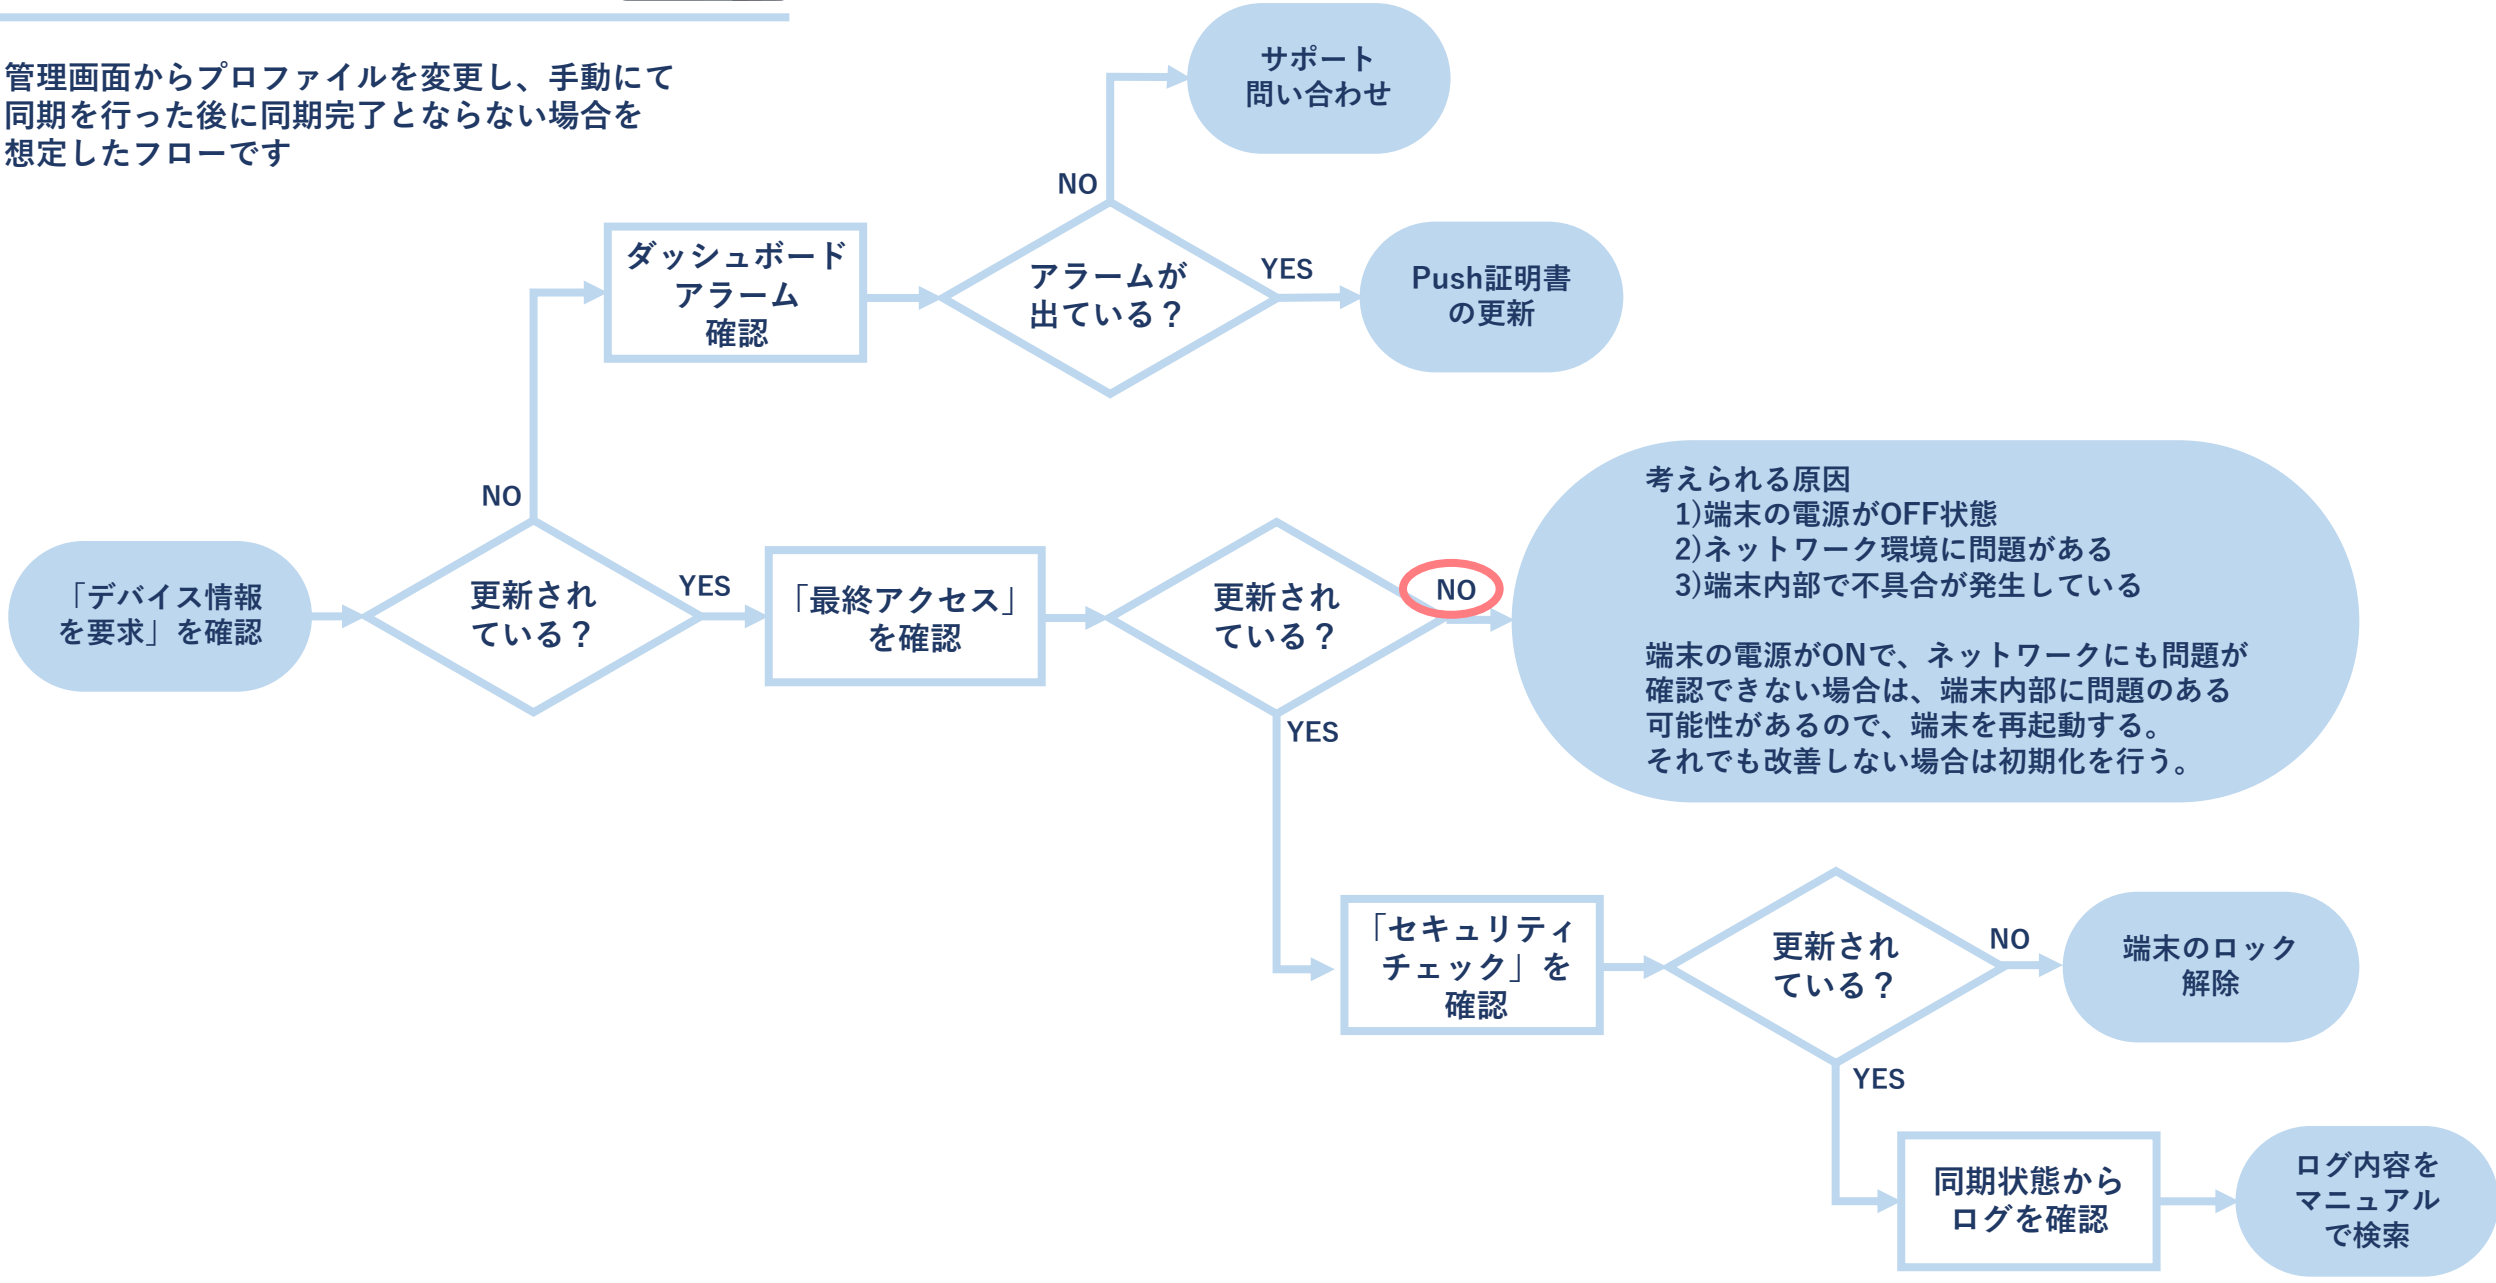 管理画面からプロファイルを変更し、手動にて
同期を行った後に同期完了とならない場合を
想定したフローです
サポート
問い合わせ
NO
ダッシュボード
アラーム
確認
アラームが
出ている？
YES
Push証明書
の更新
NO
「デバイス情報
を要求」を確認
更新され
ている？
YES
「最終アクセス」
を確認
更新され
ている？
NO
考えられる原因
1)端末の電源がOFF状態
2)ネットワーク環境に問題がある
3)端末内部で不具合が発生している
端末の電源がONで、ネットワークにも問題が
確認できない場合は、端末内部に問題のある
可能性があるので、端末を再起動する。
それでも改善しない場合は初期化を行う。
YES
「セキュリティ
チェック」を
確認
更新され
ている？
NO
端末のロック
解除
YES
同期状態から
ログを確認
ログ内容を
マニュアル
で検索